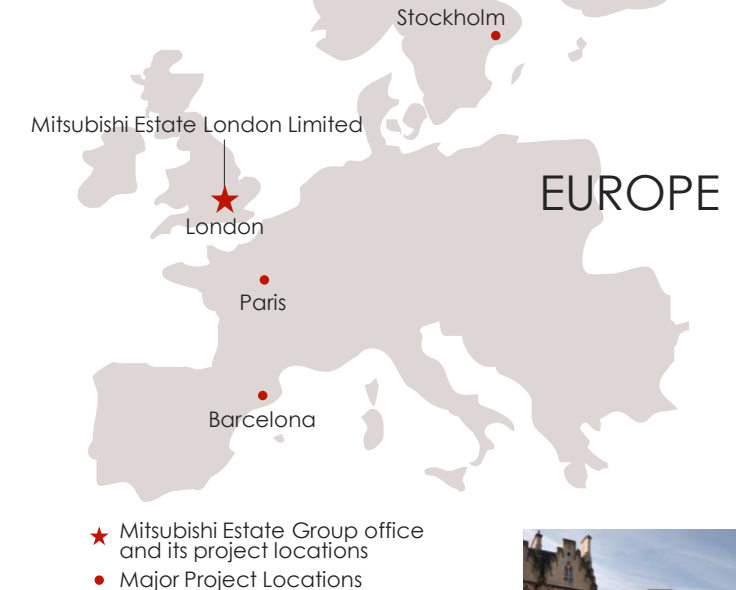 Stockholm
Mitsubishi Estate London Limited
EUROPE
London
Paris
Barcelona
Mitsubishi Estate Group office
and its project locations
Major Project Locations